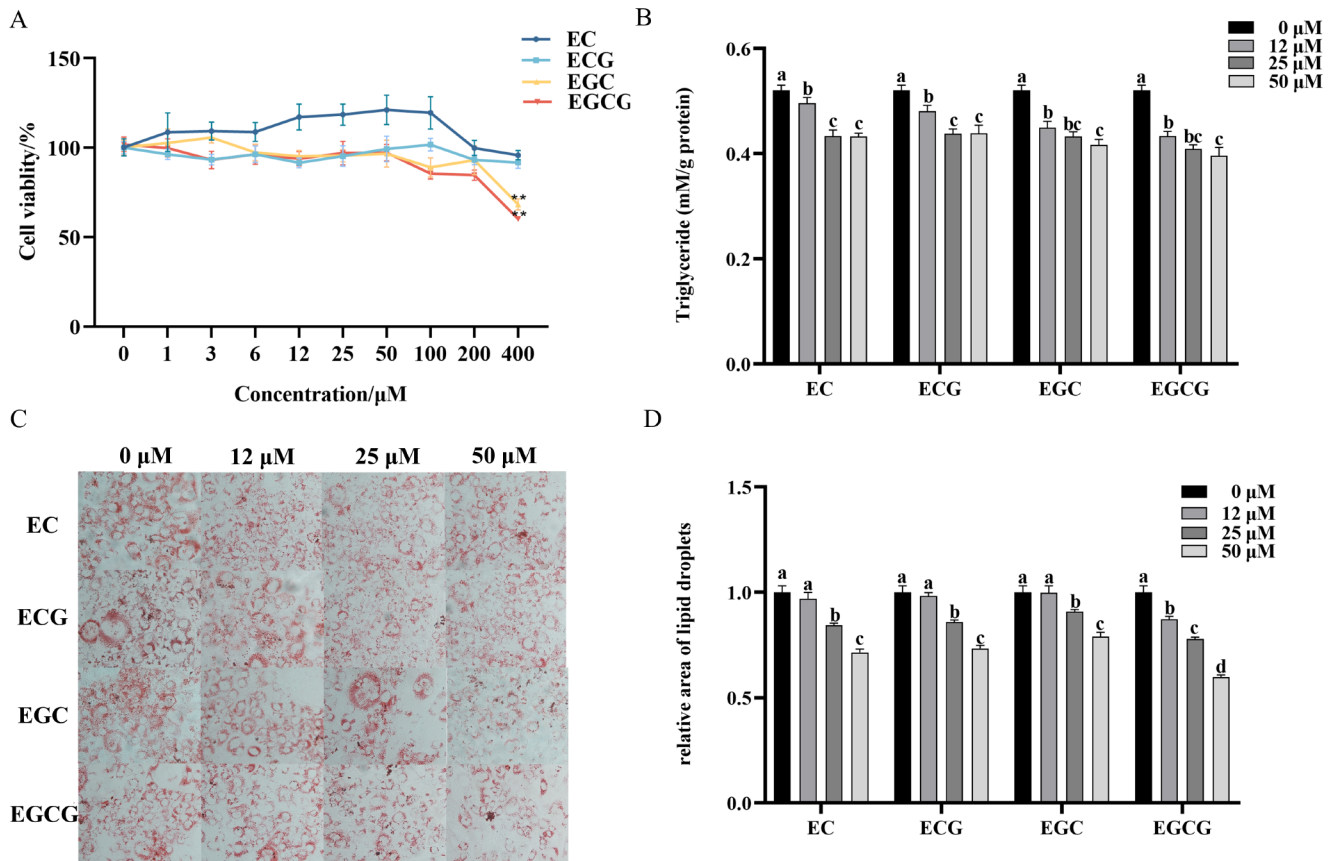 A
150
100
50
0
Cell viablity/%
0 1 3 6 12 25 50 100 200 400
Concentration/μM
EC
ECG
EGC
EGCG
**
**
B
0 μM
12 μM
25 μM
50 μM
0.6
0.4
0.2
0.0
Triglyceride (mM/g protein)
a b c c a b c c a b bc c a b bc c
EC ECG EGC EGCG
C
0 μM 12 μM 25 μM 50 μM
EC
ECG
EGC
EGCG
D
0 μM
12 μM
25 μM
50 μM
1.5
1.0
0.5
0.0
relative area of lipid droplets
a a b c a a b c a a b c a b c d
EC ECG EGC EGCG